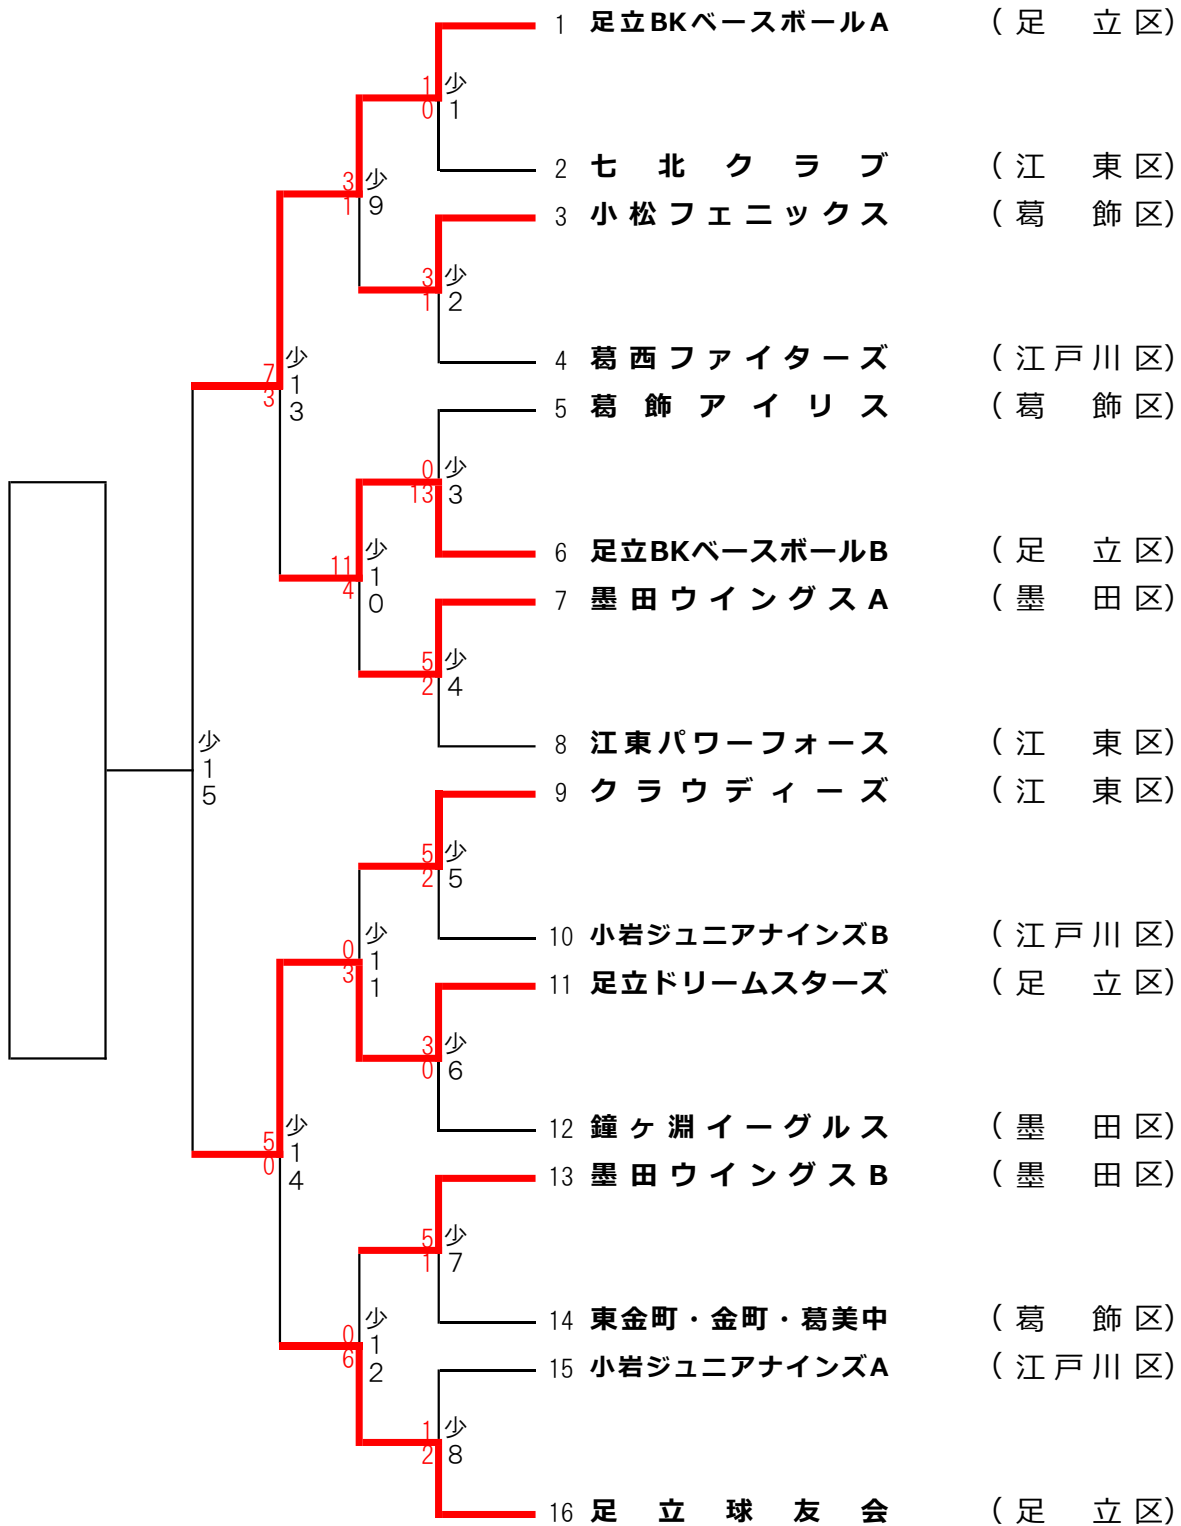 1 足立BKベースボールA (足立区)
1 少
0 1
2 七北クラブ (江東区)
3 少
1 9
3 小松フェニックス (葛飾区)
3 少
1 2
4 葛西ファイターズ (江戸川区)
7 少
3 1
3
5 葛飾アイリス (葛飾区)
0 少
13 3
6 足立BKベースボールB (足立区)
11 少
4 1
0
7 墨田ウイングスA (墨田区)
5 少
2 4
8 江東パワーフォース (江東区)
少
1
5
9 クラウディーズ (江東区)
5 少
2 5
10 小岩ジュニアナインズB (江戸川区)
0 少
3 1
1
11 足立ドリームスターズ (足立区)
3 少
0 6
12 鐘ヶ淵イーグルス (墨田区)
5 少
0 1
4
13 墨田ウイングスB (墨田区)
5 少
1 7
14 東金町・金町・葛美中 (葛飾区)
0 少
6 1
2
15 小岩ジュニアナインズA (江戸川区)
1 少
2 8
16 足立球友会 (足立区)